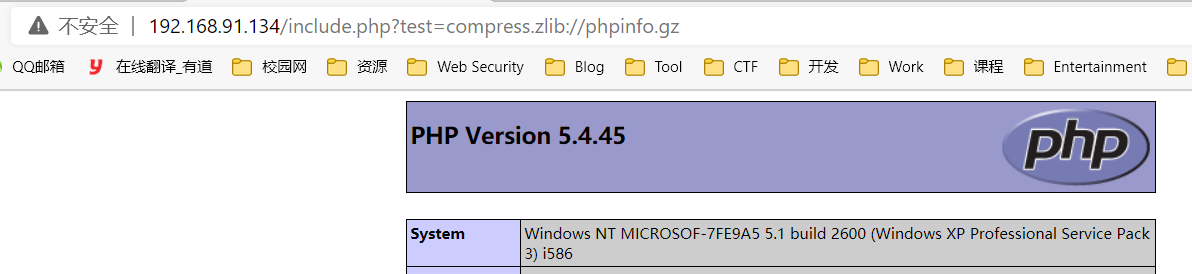 不安全 | 192.168.91.134/include.php?test=compress.zlib://phpinfo.gz
QQ邮箱 y 在线翻译_有道 校园网 资源 Web Security Blog Tool CTF 开发 Work 课程 Entertainment
PHP Version 5.4.45
php
System
Windows NT MICROSOF-7FE9A5 5.1 build 2600 (Windows XP Professional Service Pack
3) i586